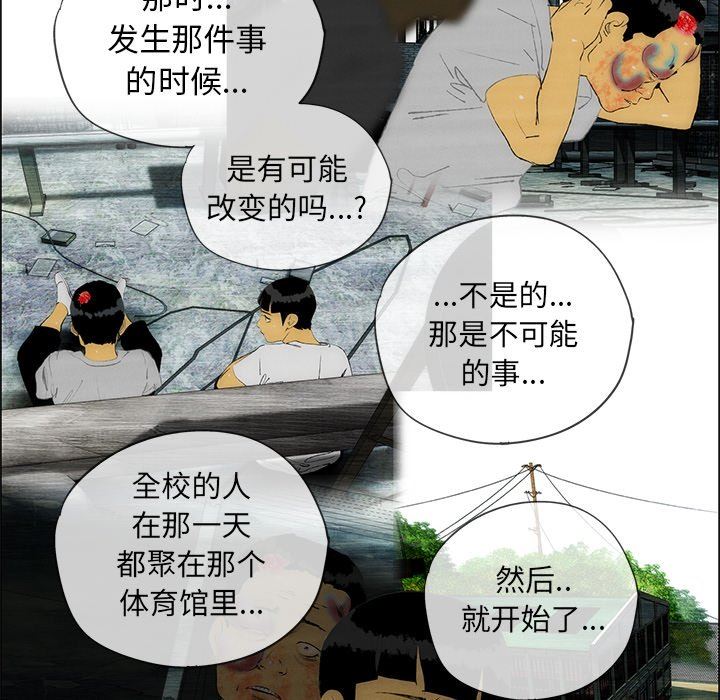 那时...
发生那件事
的时候...
是有可能
改变的吗...?
...不是的...
那是不可能
的事...
全校的人
在那一天
都聚在那个
体育馆里...
然后..
就开始了...